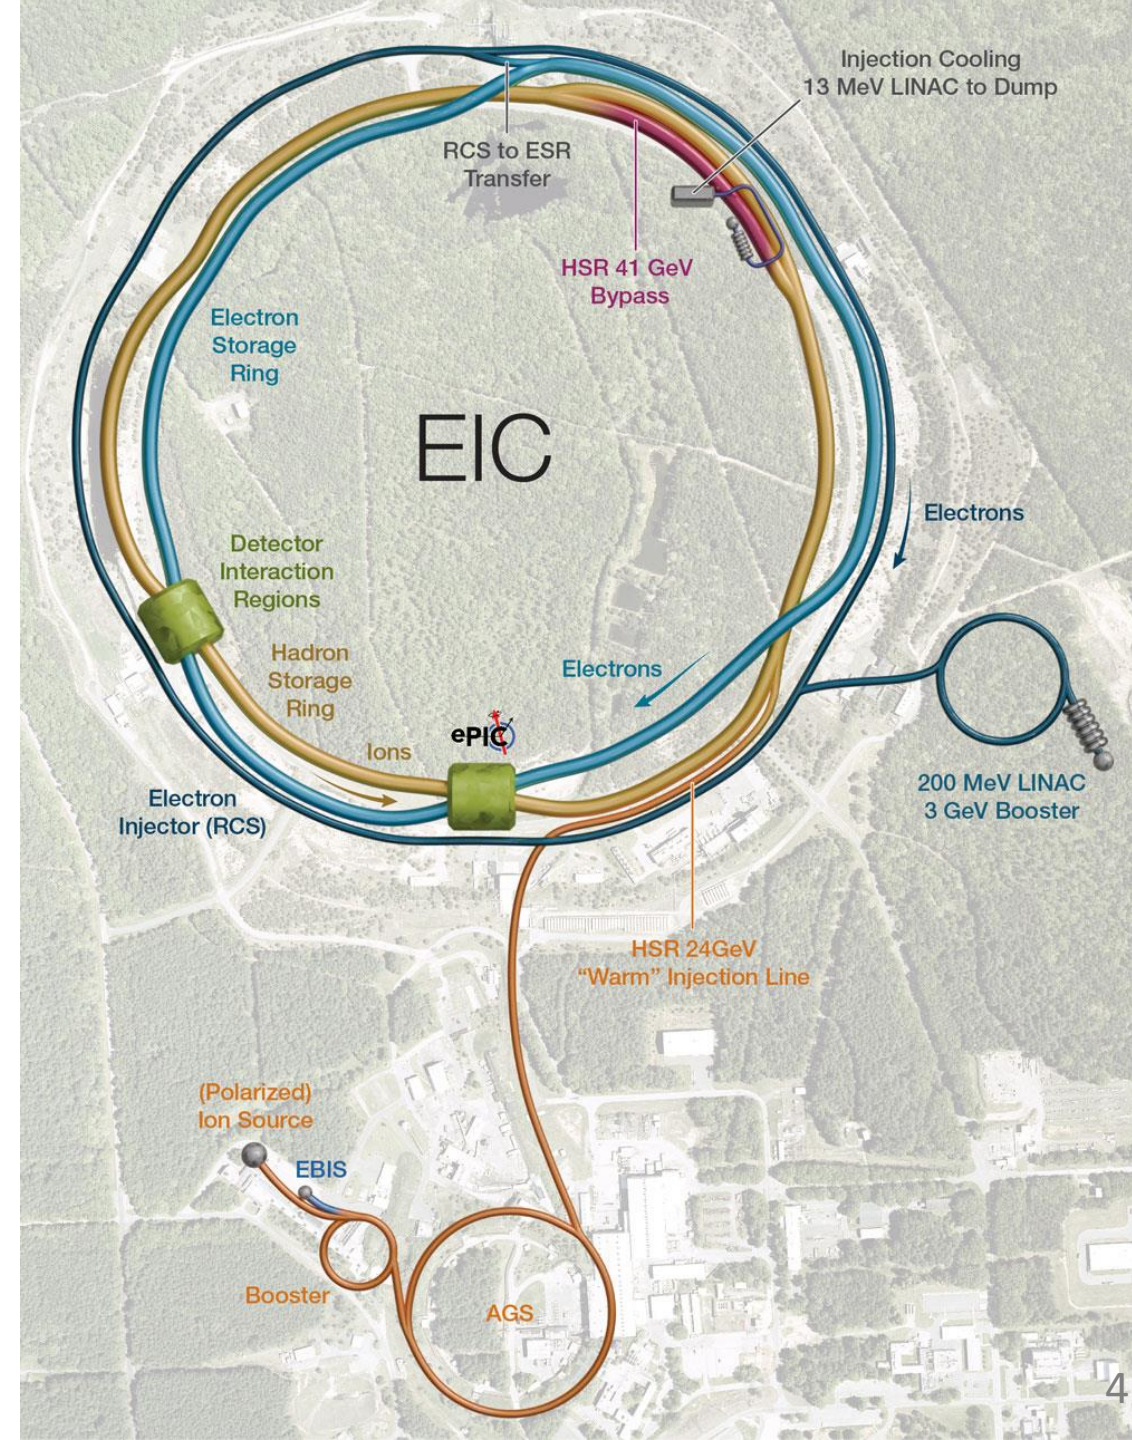 Injection Cooling
13 MeV LINAC to Dump
RCS to ESR
Transfer
HSR 41 GeV
Bypass
Electron
Storage
Ring
EIC
Electrons
Detector
Interaction
Regions
Hadron
Storage
Ring
Electrons
ePIC
Ions
Electron
Injector (RCS)
200 MeV LINAC
3 GeV Booster
HSR 24GeV
“Warm” Injection Line
(Polarized)
Ion Source
EBIS
Booster
AGS
4